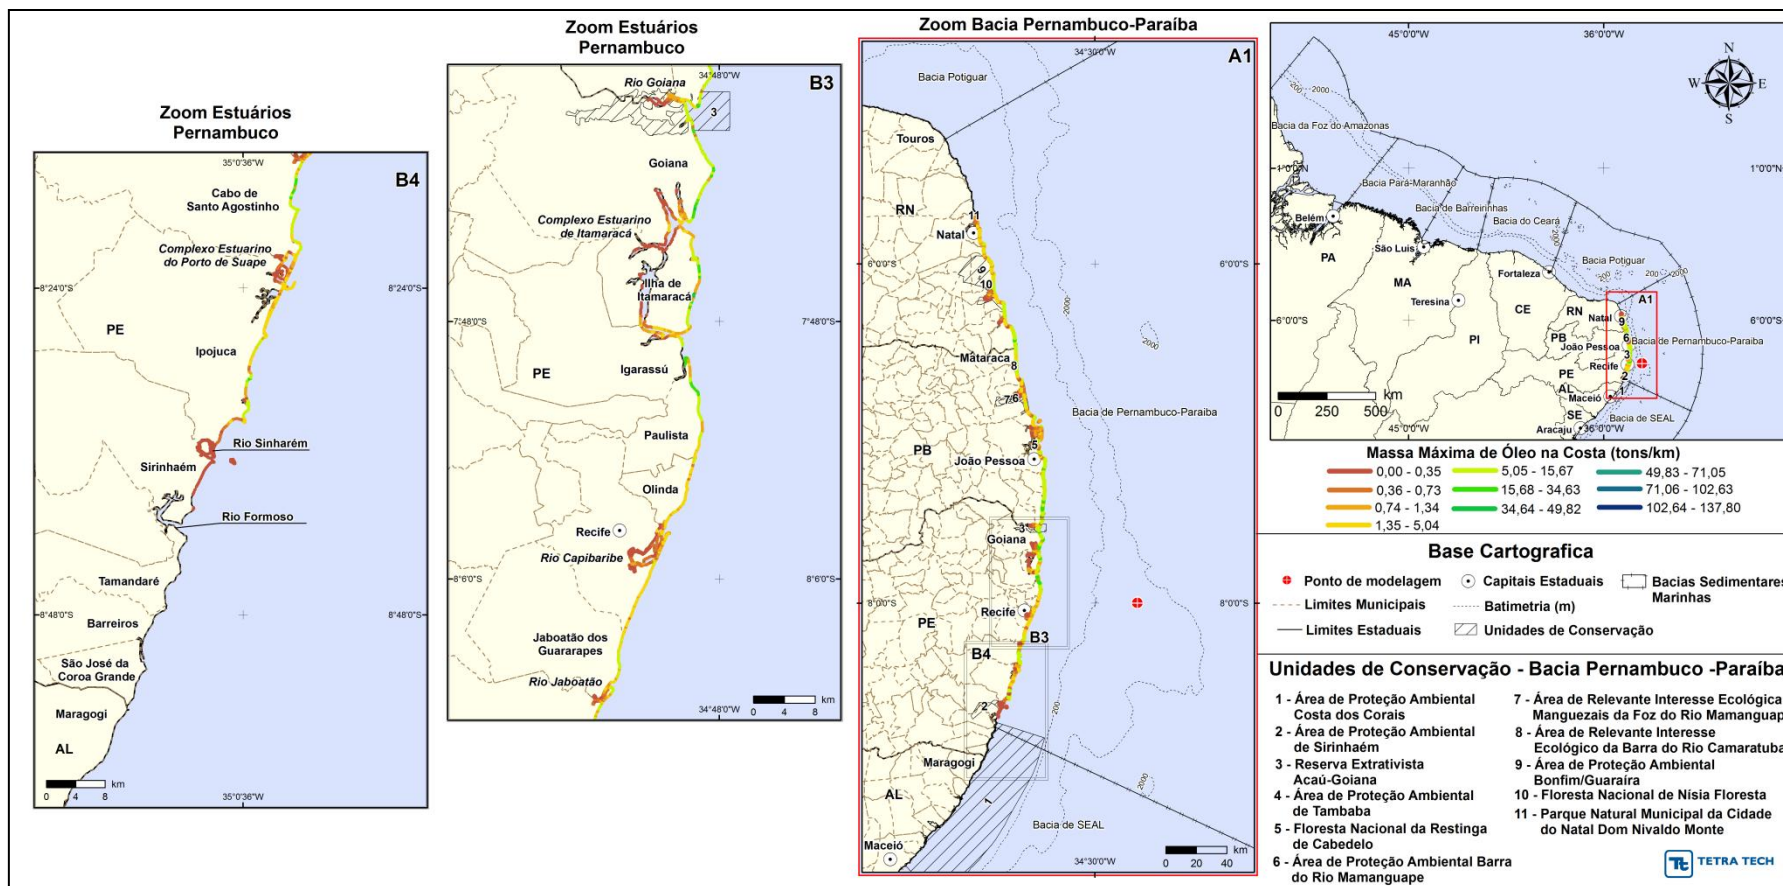 Zoom Estuários
Pernambuco
B4
35°0'36"W
Cabo de
Santo Agostinho
Complexo Estuarino
do Porto de Suape
8°24'0"S
8°24'0"S
PE
Ipojuca
Rio Sinharém
Sirinhaém
Rio Formoso
Tamandaré
8°48'0"S
8°48'0"S
Barreiros
São José da
Coroa Grande
Maragogi
AL
0 4 8 km
35°0'36"W
Zoom Estuários
Pernambuco
B3
34°48'0"W
Rio Goiana
3
Goiana
Complexo Estuarino
de Itamaracá
Ilha de
Itamaracá
7°48'0"S
7°48'0"S
Igarassú
PE
Paulista
Olinda
Recife
Rio Capibaribe
8°6'0"S
8°6'0"S
Jaboatão dos
Guararapes
Rio Jaboatão
0 4 8 km
34°48'0"W
Zoom Bacia Pernambuco-Paraíba
A1
34°30'0"W
Bacia Potiguar
Touros
RN
11
Natal
9
10
6°0'0"S
6°0'0"S
2000
2000
Mataraca
8
7
6
Bacia de Pernambuco-Paraiba
PB
5
João Pessoa
3
Goiana
Recife
8°0'0"S
8°0'0"S
PE
B3
B4
2
200
Maragogi
1
2000
AL
Bacia de SEAL
Maceió
0 20 40 km
34°30'0"W
45°0'0"W
36°0'0"W
N
W E
S
200
2000
Bacia da Foz do Amazonas
1°0'0"N
1°0'0"N
Bacia Pará-Maranhão
Bacia de Barreirinhas
Bacia do Ceará
2000
Belém
São Luis
Bacia Potiguar
200
2000
Fortaleza
PA
MA
Teresina
CE
A1
RN
Natal
9
6°0'0"S
6°0'0"S
PI
PB
6
João Pessoa
Bacia de Pernambuco-Paraiba
3
Recife
PE
2
AL
Maceió
1
SE
Bacia de SEAL
Aracaju
0 250 500 km
45°0'0"W
36°0'0"W
Massa Máxima de Óleo na Costa (tons/km)
0,00 - 0,35
5,05 - 15,67
49,83 - 71,05
0,36 - 0,73
15,68 - 34,63
71,06 - 102,63
0,74 - 1,34
34,64 - 49,82
102,64 - 137,80
1,35 - 5,04
Base Cartografica
Ponto de modelagem
Capitais Estaduais
Bacias Sedimentares
Marinhas
Limites Municipais
Batimetria (m)
Limites Estaduais
Unidades de Conservação
Unidades de Conservação - Bacia Pernambuco -Paraíba
1 - Área de Proteção Ambiental
Costa dos Corais
2 - Área de Proteção Ambiental
de Sirinhaém
3 - Reserva Extrativista
Acaú-Goiana
4 - Área de Proteção Ambiental
de Tambaba
5 - Floresta Nacional da Restinga
de Cabedelo
6 - Área de Proteção Ambiental Barra
do Rio Mamanguape
7 - Área de Relevante Interesse Ecológica
Manguezais da Foz do Rio Mamanguap
8 - Área de Relevante Interesse
Ecológico da Barra do Rio Camaratuba
9 - Área de Proteção Ambiental
Bonfim/Guaraíra
10 - Floresta Nacional de Nísia Floresta
11 - Parque Natural Municipal da Cidade
do Natal Dom Nivaldo Monte
Tt TETRA TECH